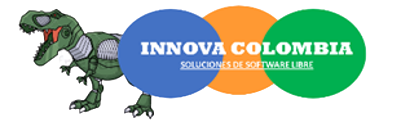 INNOVA COLOMBIA
SOLUCIONES DE SOFTWARE LIBRE